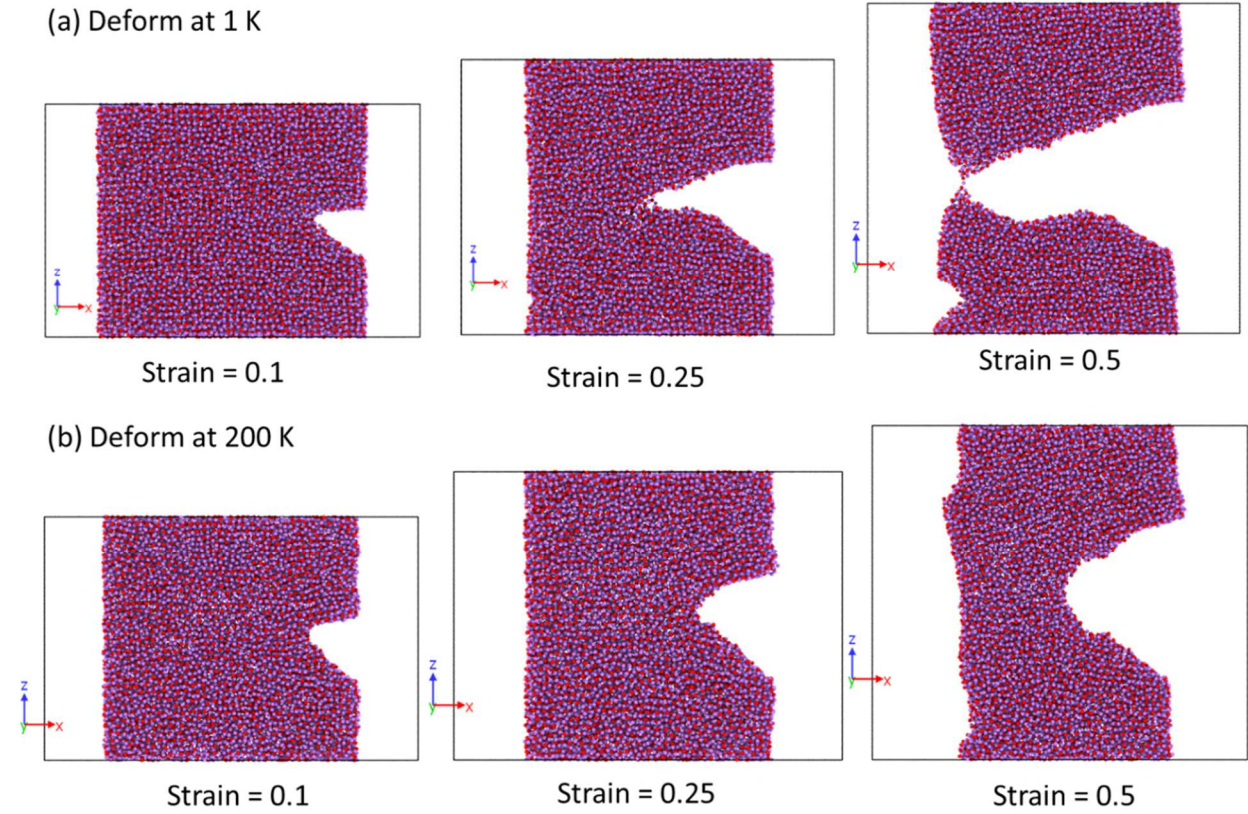 (a) Deform at 1 K
z
y
x
z
y
x
z
y
x
Strain = 0.1
Strain = 0.25
Strain = 0.5
(b) Deform at 200 K
z
y
x
z
y
x
z
y
x
Strain = 0.1
Strain = 0.25
Strain = 0.5